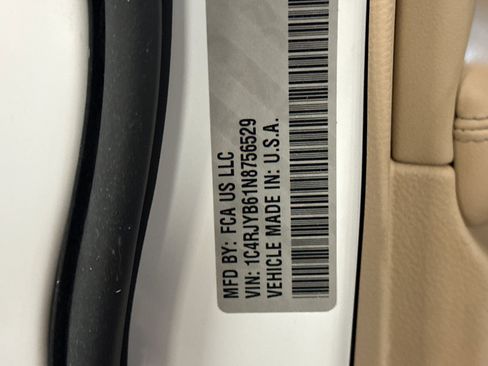 MFD BY: FCA US LLC
VIN: 1C4RJYB61N8756529
VEHICLE MADE IN: U.S.A.